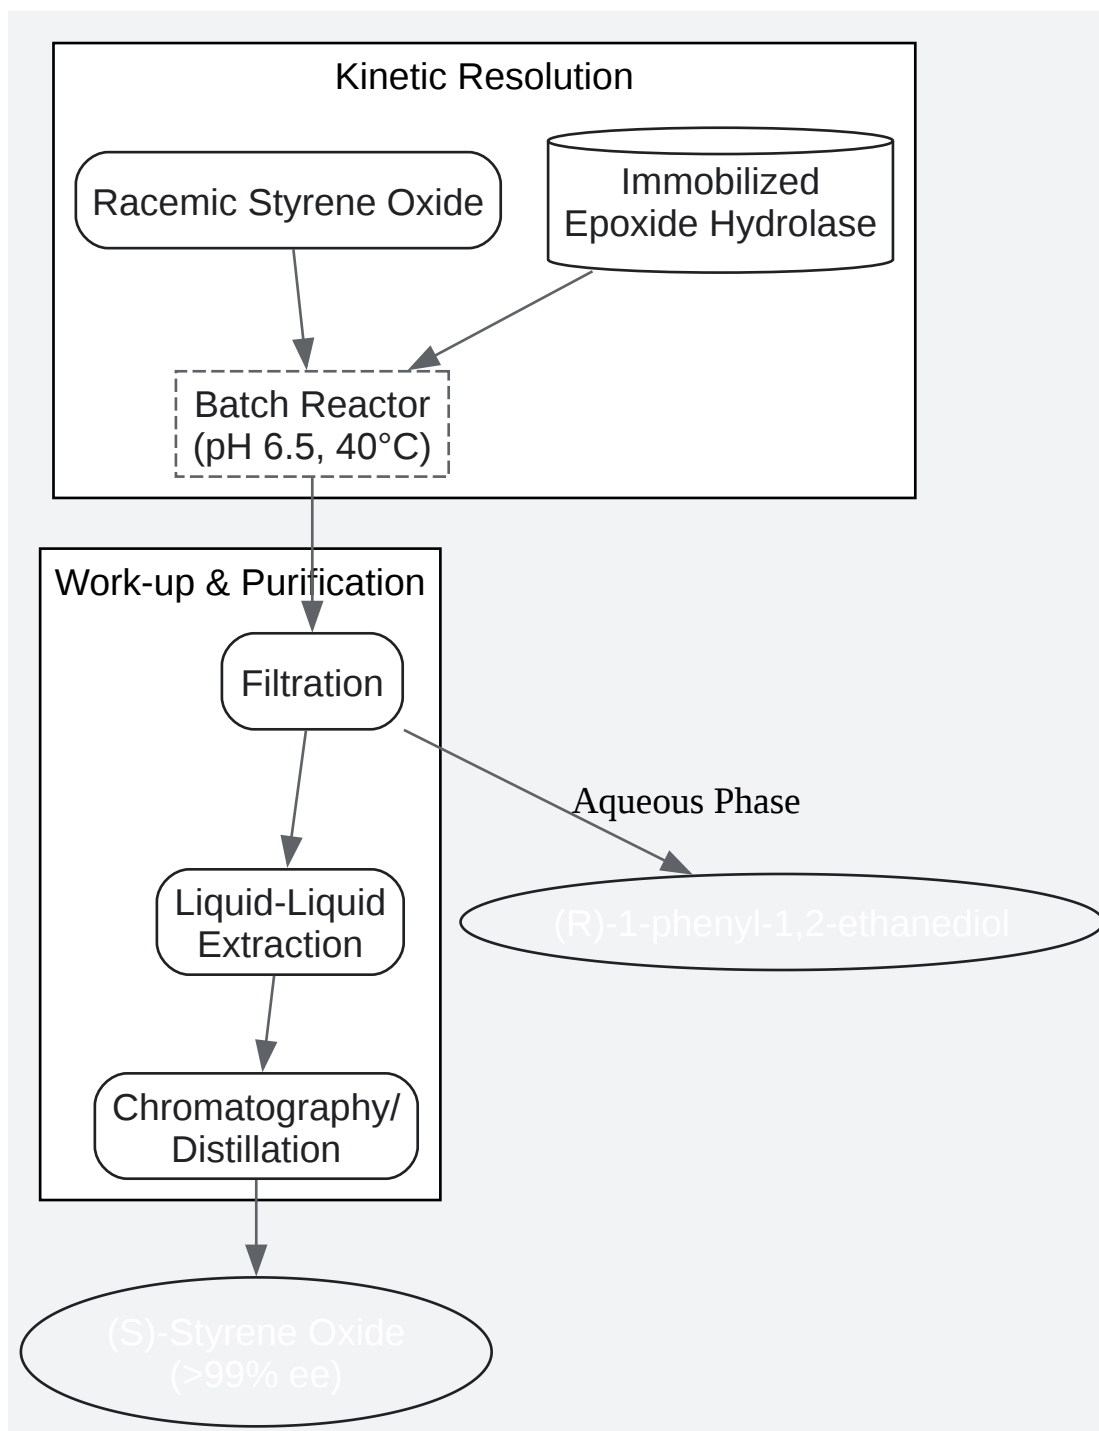 Kinetic Resolution
Racemic Styrene Oxide
Immobilized
Epoxide Hydrolase
Batch Reactor
(pH 6.5, 40°C)
Work-up & Purification
Filtration
Aqueous Phase
Liquid-Liquid
Extraction
(R)-1-phenyl-1,2-ethanediol
Chromatography/
Distillation
(S)-Styrene Oxide
(>99% ee)